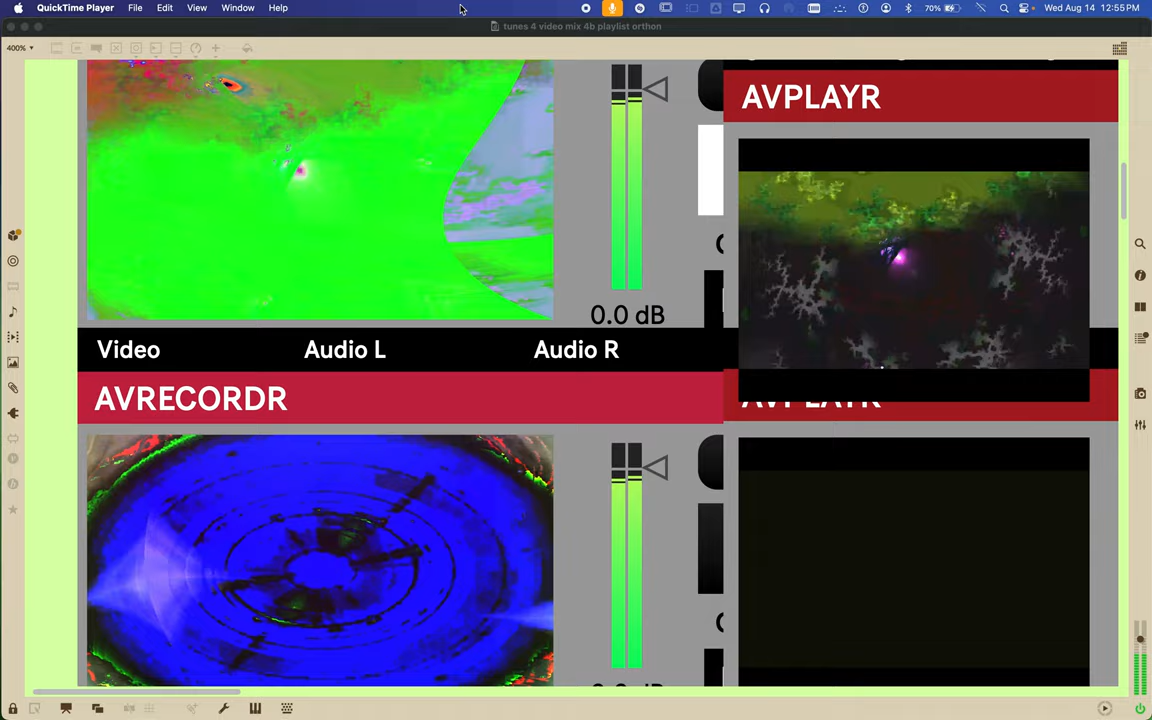 QuickTime Player File Edit View Window Help 70% Wed Aug 14 12:55 PM
tunes 4 video mix 4b playlist orthon
400%
AVPLAYR
0.0 dB
Video Audio L Audio R
AVRECORDR